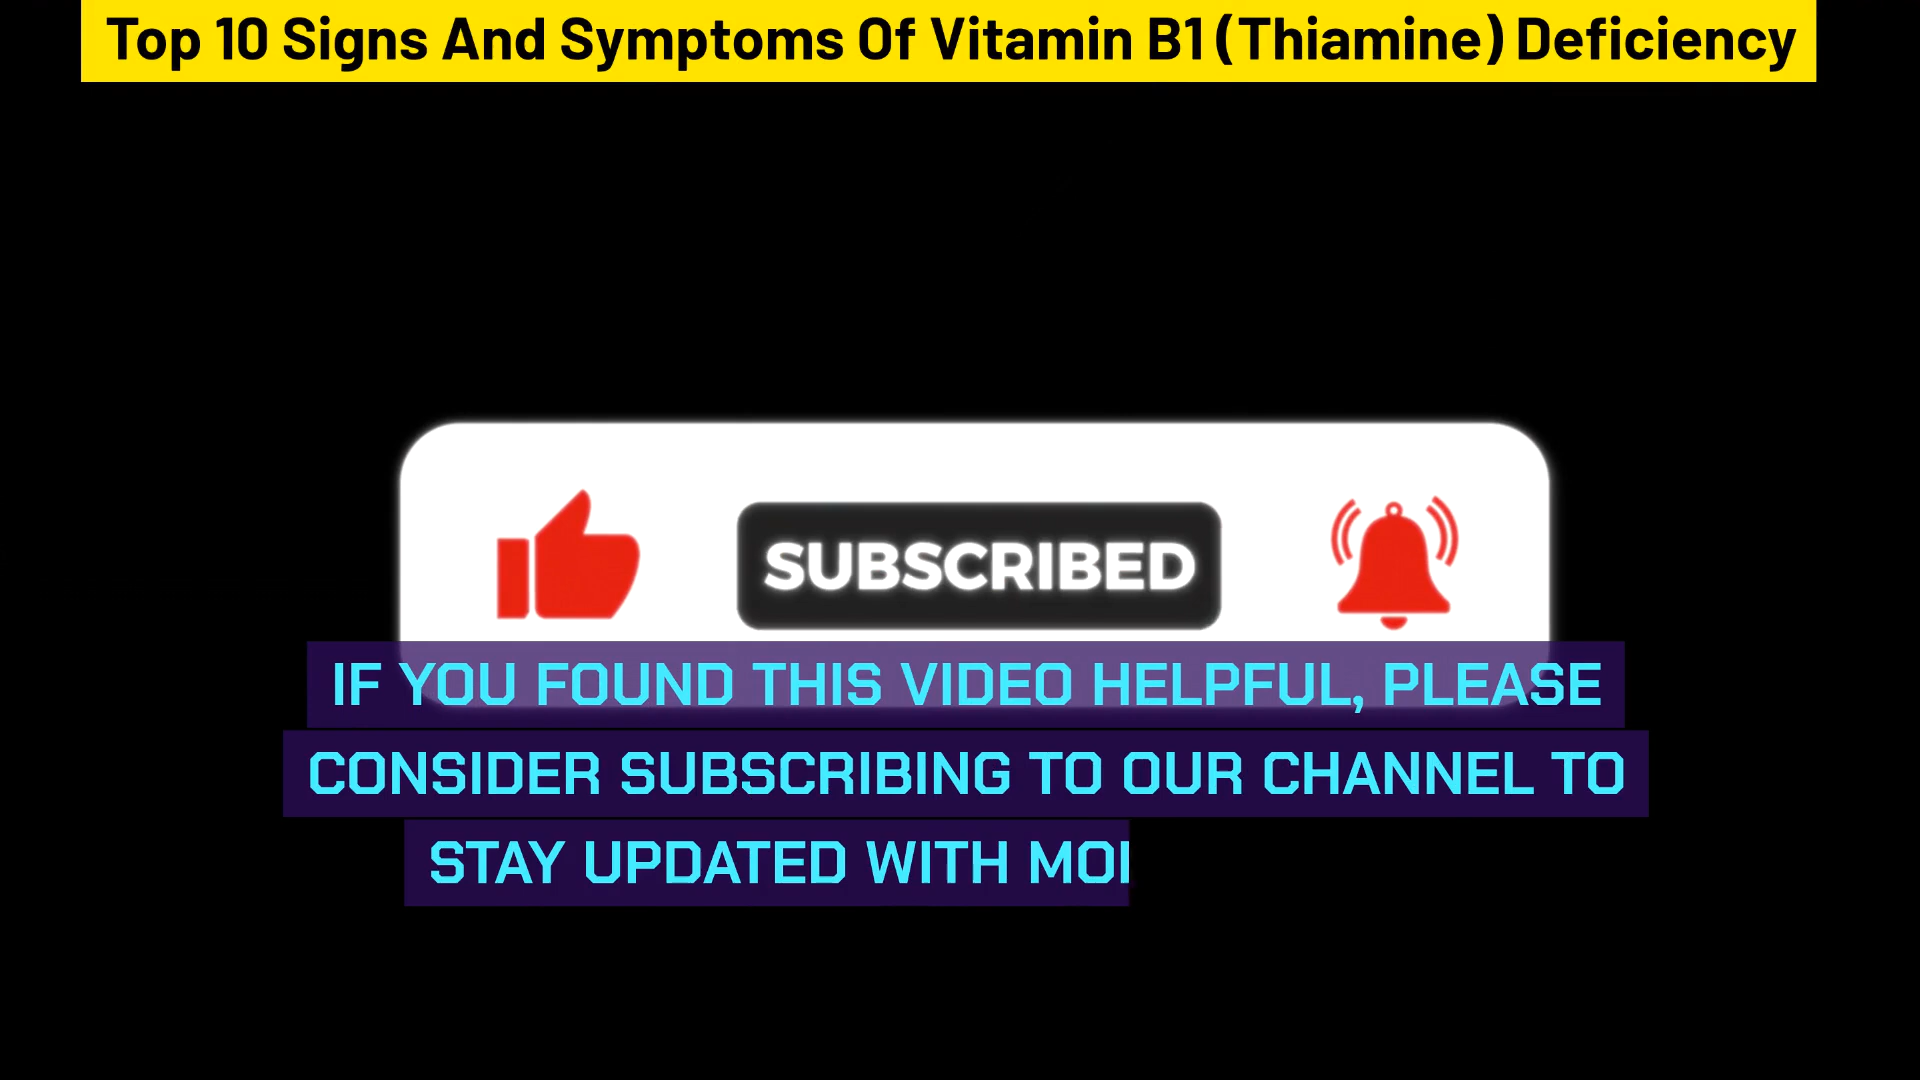 Top 10 Signs And Symptoms Of Vitamin B1 (Thiamine) Deficiency
SUBSCRIBED
IF YOU FOUND THIS VIDEO HELPFUL, PLEASE
CONSIDER SUBSCRIBING TO OUR CHANNEL TO
STAY UPDATED WITH